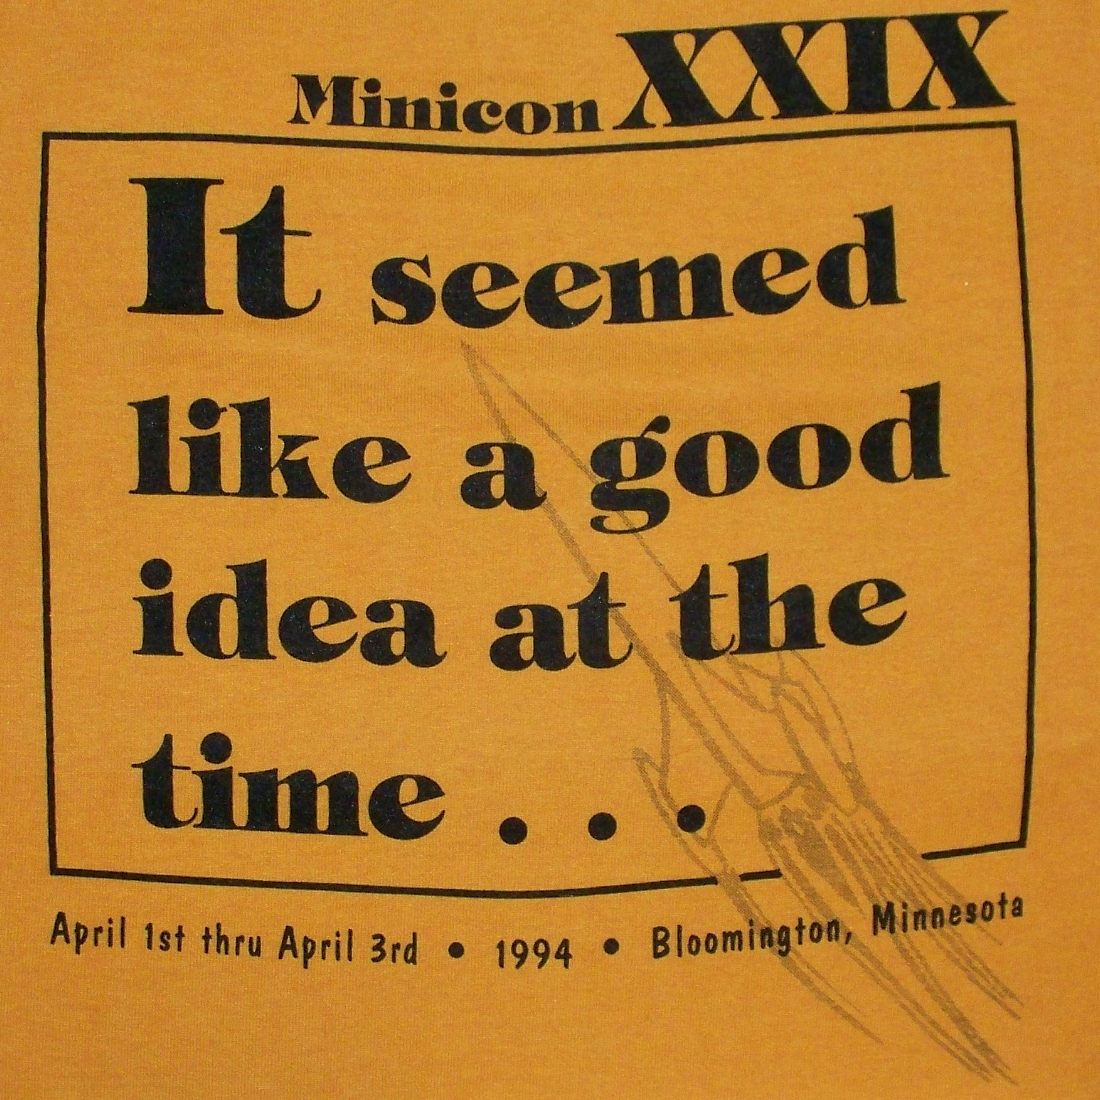 Minicon XXIX
It seemed
like a good
idea at the
time . . .
April 1st thru April 3rd • 1994 • Bloomington, Minnesota